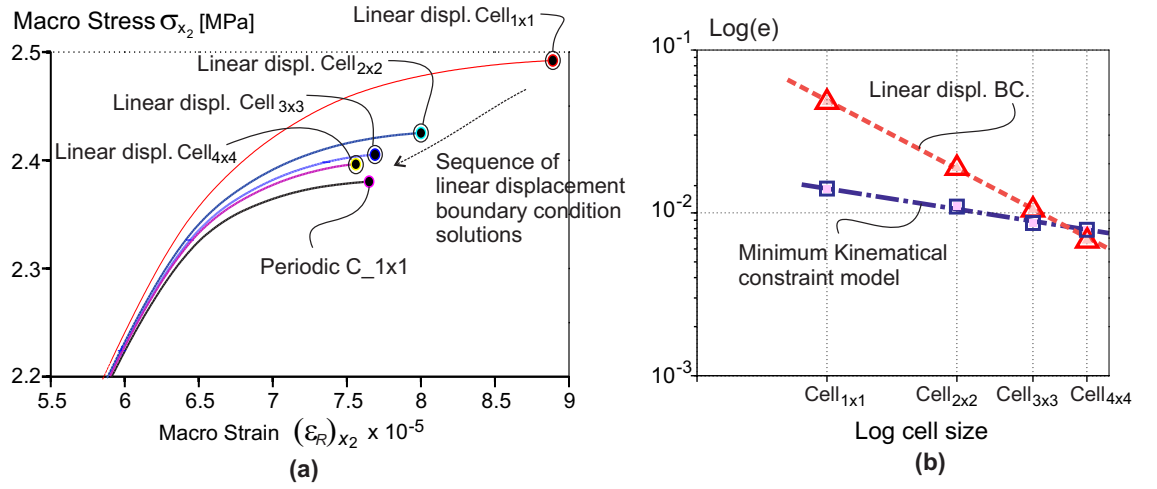 Macro Stress σx2 [MPa]
Linear displ. Cell1x1
Linear displ. Cell2x2
Linear displ. Cell3x3
Linear displ. Cell4x4
Sequence of
linear displacement
boundary condition
solutions
Periodic C_1x1
2.5
2.4
2.3
2.2
5.5 6 6.5 7 7.5 8 8.5 9
Macro Strain (εR)x2 x 10-5
(a)
Log(e)
10-1
10-2
10-3
Linear displ. BC.
Minimum Kinematical
constraint model
Cell1x1 Cell2x2 Cell3x3 Cell4x4
Log cell size
(b)